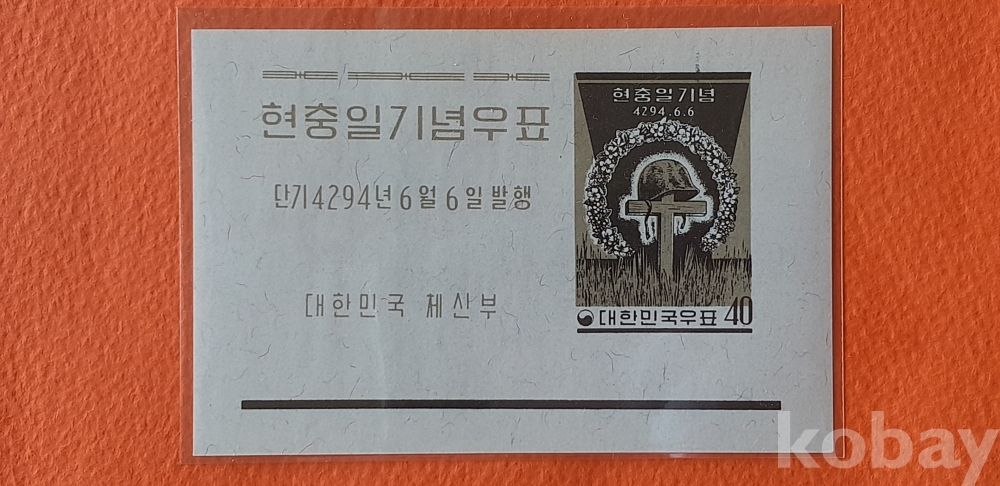 현충일기념우표
단기4294년6월6일발행
대한민국 체신부
현충일기념
4294.6.6
대한민국우표 40
kobay